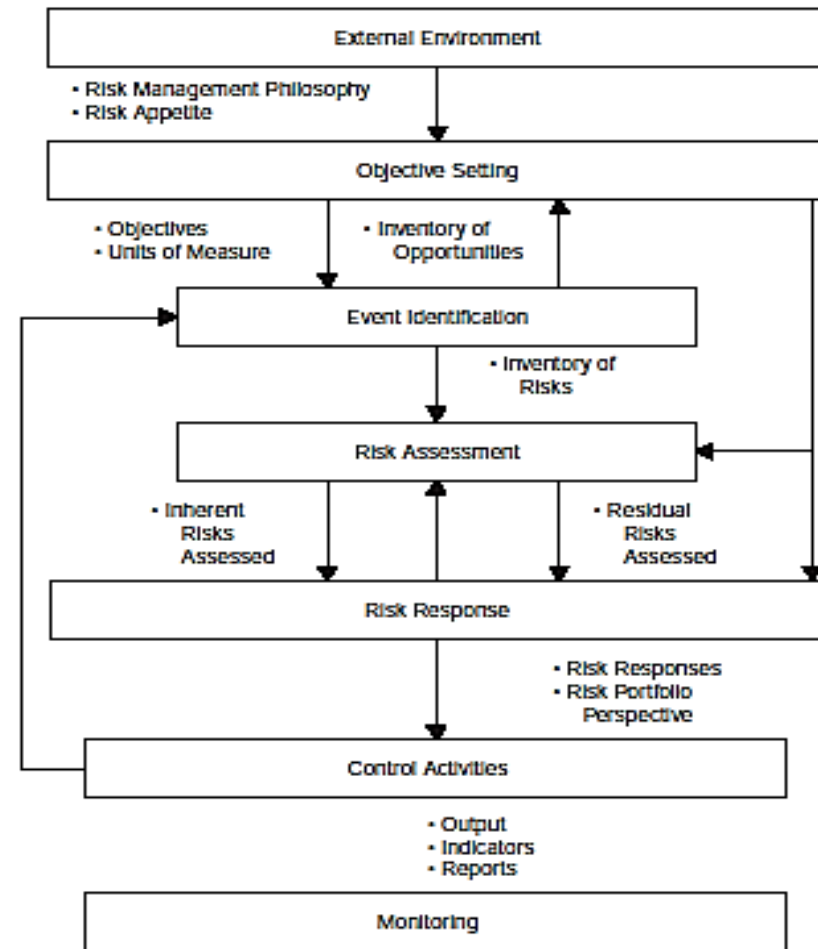 External Environment
• Risk Management Philosophy
• Risk Appetite
Objective Setting
• Objectives
• Units of Measure
• Inventory of
Opportunities
Event Identification
• Inventory of
Risks
Risk Assessment
• Inherent
Risks
Assessed
• Residual
Risks
Assessed
Risk Response
• Risk Responses
• Risk Portfolio
Perspective
Control Activities
• Output
• Indicators
• Reports
Monitoring